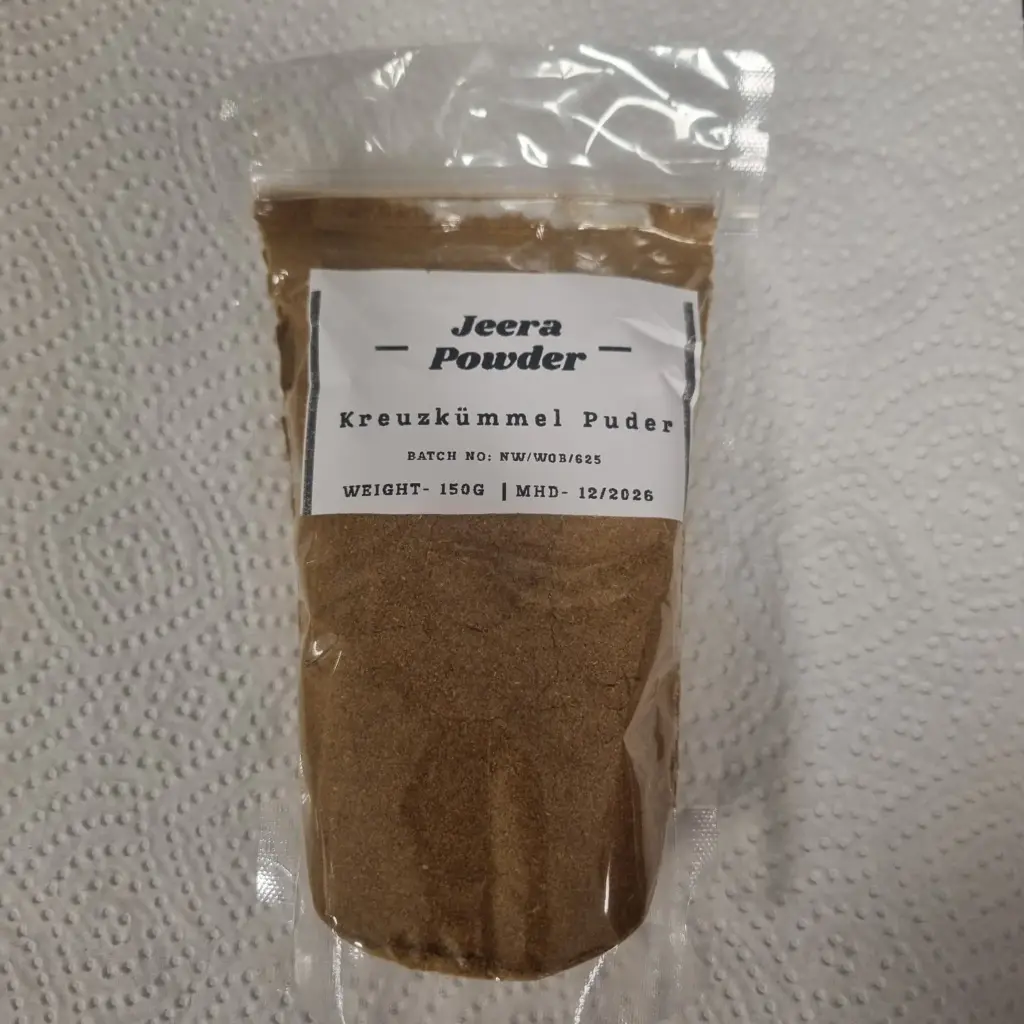 Jeera
Powder
Kreuzkümmel Puder
BATCH NO: NW/WOB/625
WEIGHT- 150G | MHD- 12/2026